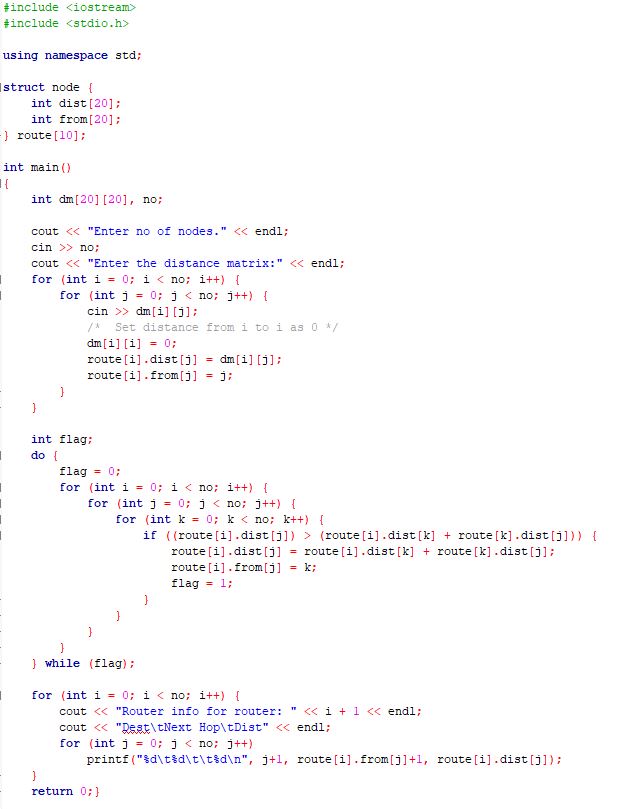 #include <iostream>
#include <stdio.h>

using namespace std;

struct node {
    int dist[20];
    int from[20];
} route[10];

int main()
{
    int dm[20][20], no;

    cout << "Enter no of nodes." << endl;
    cin >> no;
    cout << "Enter the distance matrix:" << endl;
    for (int i = 0; i < no; i++) {
        for (int j = 0; j < no; j++) {
            cin >> dm[i][j];
            /*  Set distance from i to i as 0 */
            dm[i][i] = 0;
            route[i].dist[j] = dm[i][j];
            route[i].from[j] = j;
        }
    }

    int flag;
    do {
        flag = 0;
        for (int i = 0; i < no; i++) {
            for (int j = 0; j < no; j++) {
                for (int k = 0; k < no; k++) {
                    if ((route[i].dist[j]) > (route[i].dist[k] + route[k].dist[j])) {
                        route[i].dist[j] = route[i].dist[k] + route[k].dist[j];
                        route[i].from[j] = k;
                        flag = 1;
                    }
                }
            }
        }
    } while (flag);

    for (int i = 0; i < no; i++) {
        cout << "Router info for router: " << i + 1 << endl;
        cout << "Dest\tNext Hop\tDist" << endl;
        for (int j = 0; j < no; j++)
            printf("%d\t%d\t\t%d\n", j+1, route[i].from[j]+1, route[i].dist[j]);
    }
    return 0;}